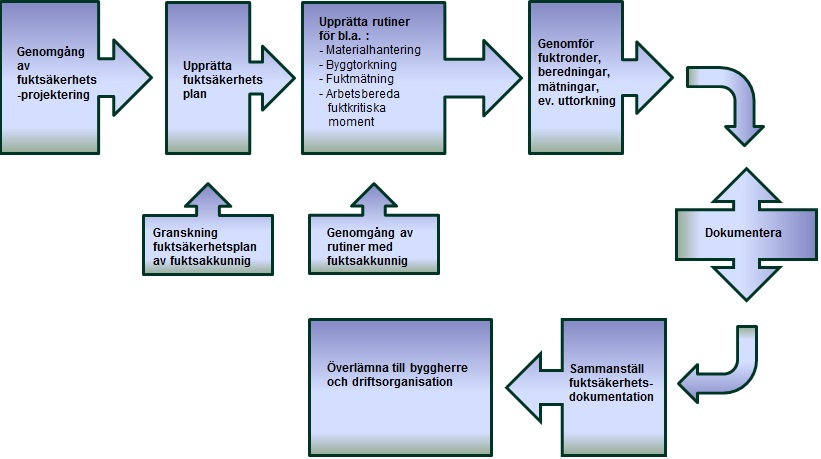 Genomgång
av
fuktsäkerhets
-projektering
Upprätta
fuktsäkerhets
plan
Upprätta rutiner
för bl.a. :
- Materialhantering
- Byggtorkning
- Fuktmätning
- Arbetsbereda
fuktkritiska
moment
Genomför
fuktronder,
beredningar,
mätningar,
ev. uttorkning
Granskning
fuktsäkerhetsplan
av fuktsakkunnig
Genomgång av
rutiner med
fuktsakkunnig
Dokumentera
Sammanställ
fuktsäkerhets-
dokumentation
Överlämna till byggherre
och driftsorganisation